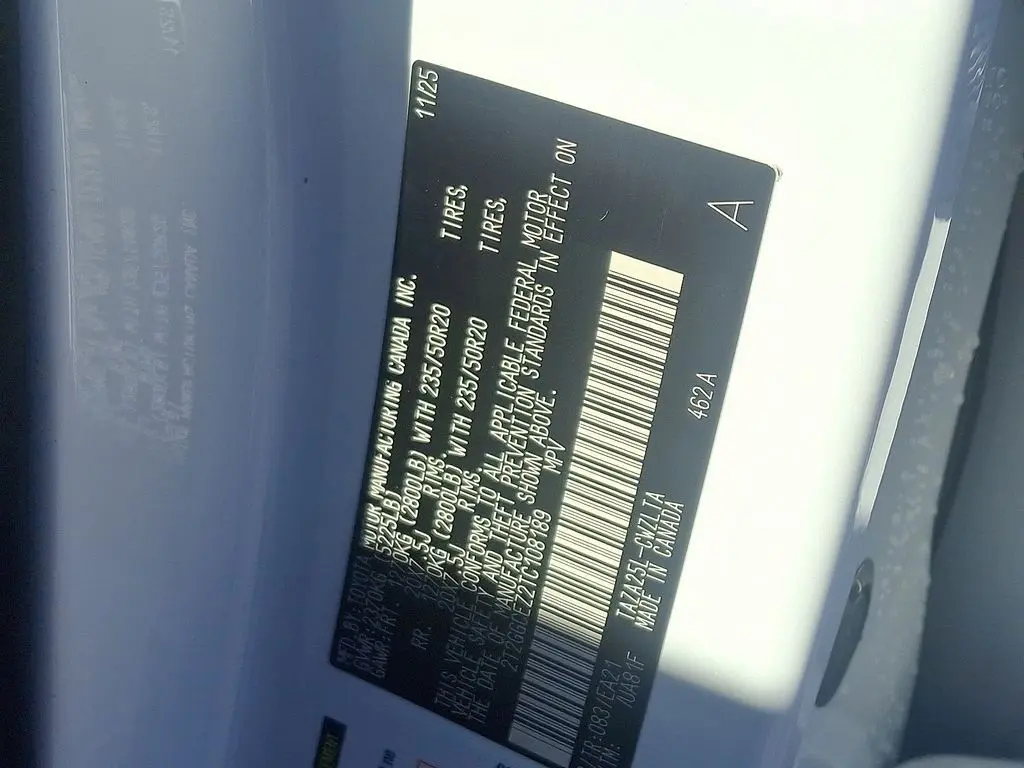 MFD. BY: TOYOTA MOTOR MANUFACTURING CANADA INC. 11/25
GVWR: 2370KG (5225LB)
GAWR: FRT. (2800LB) WITH 235/50R20 TIRES,
20X7.5J RIMS,
RR. (2800LB) WITH 235/50R20 TIRES,
20X7.5J RIMS,
THIS VEHICLE CONFORMS TO ALL APPLICABLE FEDERAL MOTOR
VEHICLE SAFETY AND THEFT PREVENTION STANDARDS IN EFFECT ON
THE DATE OF MANUFACTURE SHOWN ABOVE.
MPV
C/TR: 083/EA21 TAZA25L-CWZLTA 462A A
MADE IN CANADA